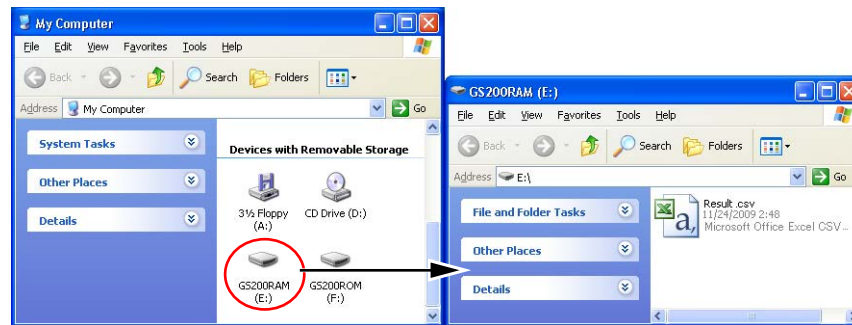 My Computer
File Edit View Favorites Tools Help
Back Search Folders
Address My Computer Go
System Tasks
Other Places
Details
Devices with Removable Storage
3½ Floppy (A:)
CD Drive (D:)
GS200RAM (E:)
GS200ROM (F:)
GS200RAM (E:)
File Edit View Favorites Tools Help
Back Search Folders
Address E:\ Go
File and Folder Tasks
Other Places
Details
Result.csv
11/24/2009 2:48
Microsoft Office Excel CSV...